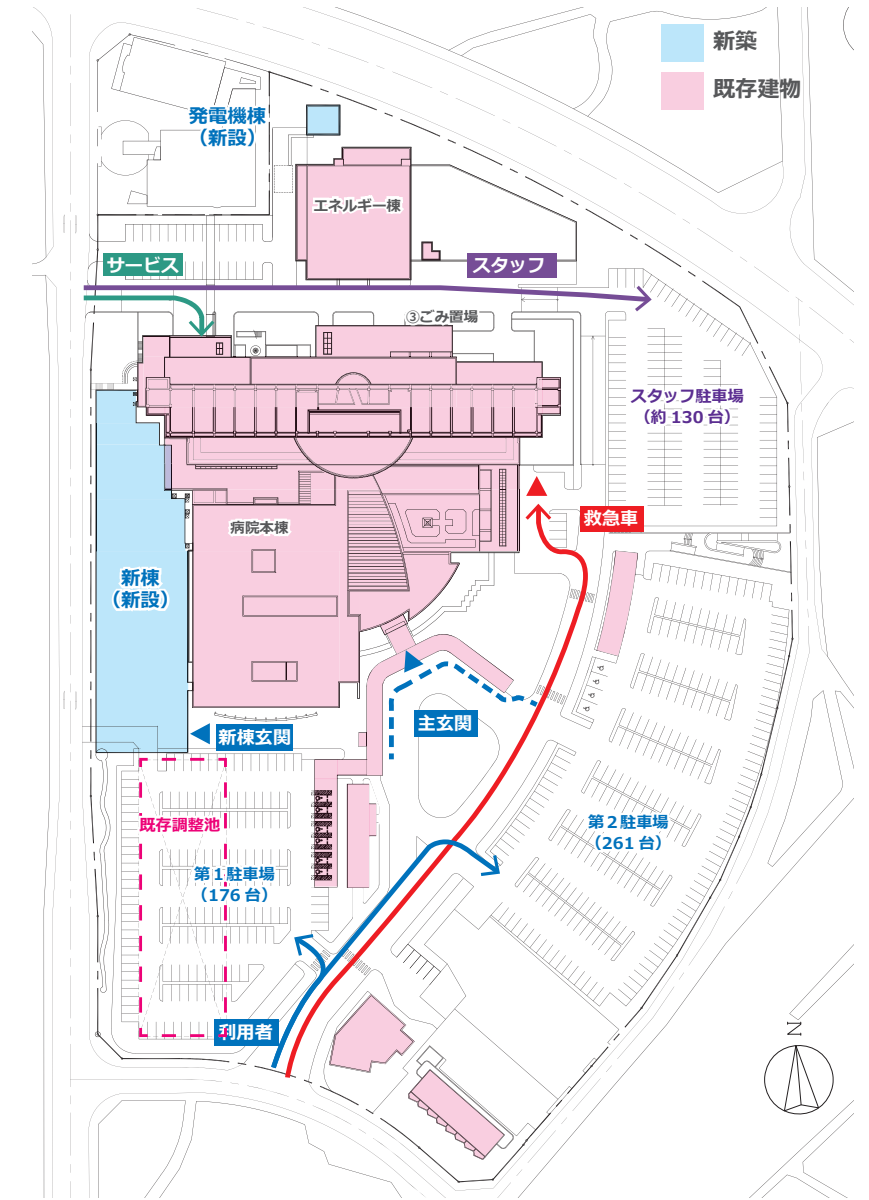 新築
既存建物
発電機棟
（新設）
エネルギー棟
サービス
スタッフ
③ごみ置場
スタッフ駐車場
（約 130 台）
救急車
病院本棟
新棟
（新設）
主玄関
新棟玄関
既存調整池
第２駐車場
（261 台）
第１駐車場
（176 台）
利用者
N